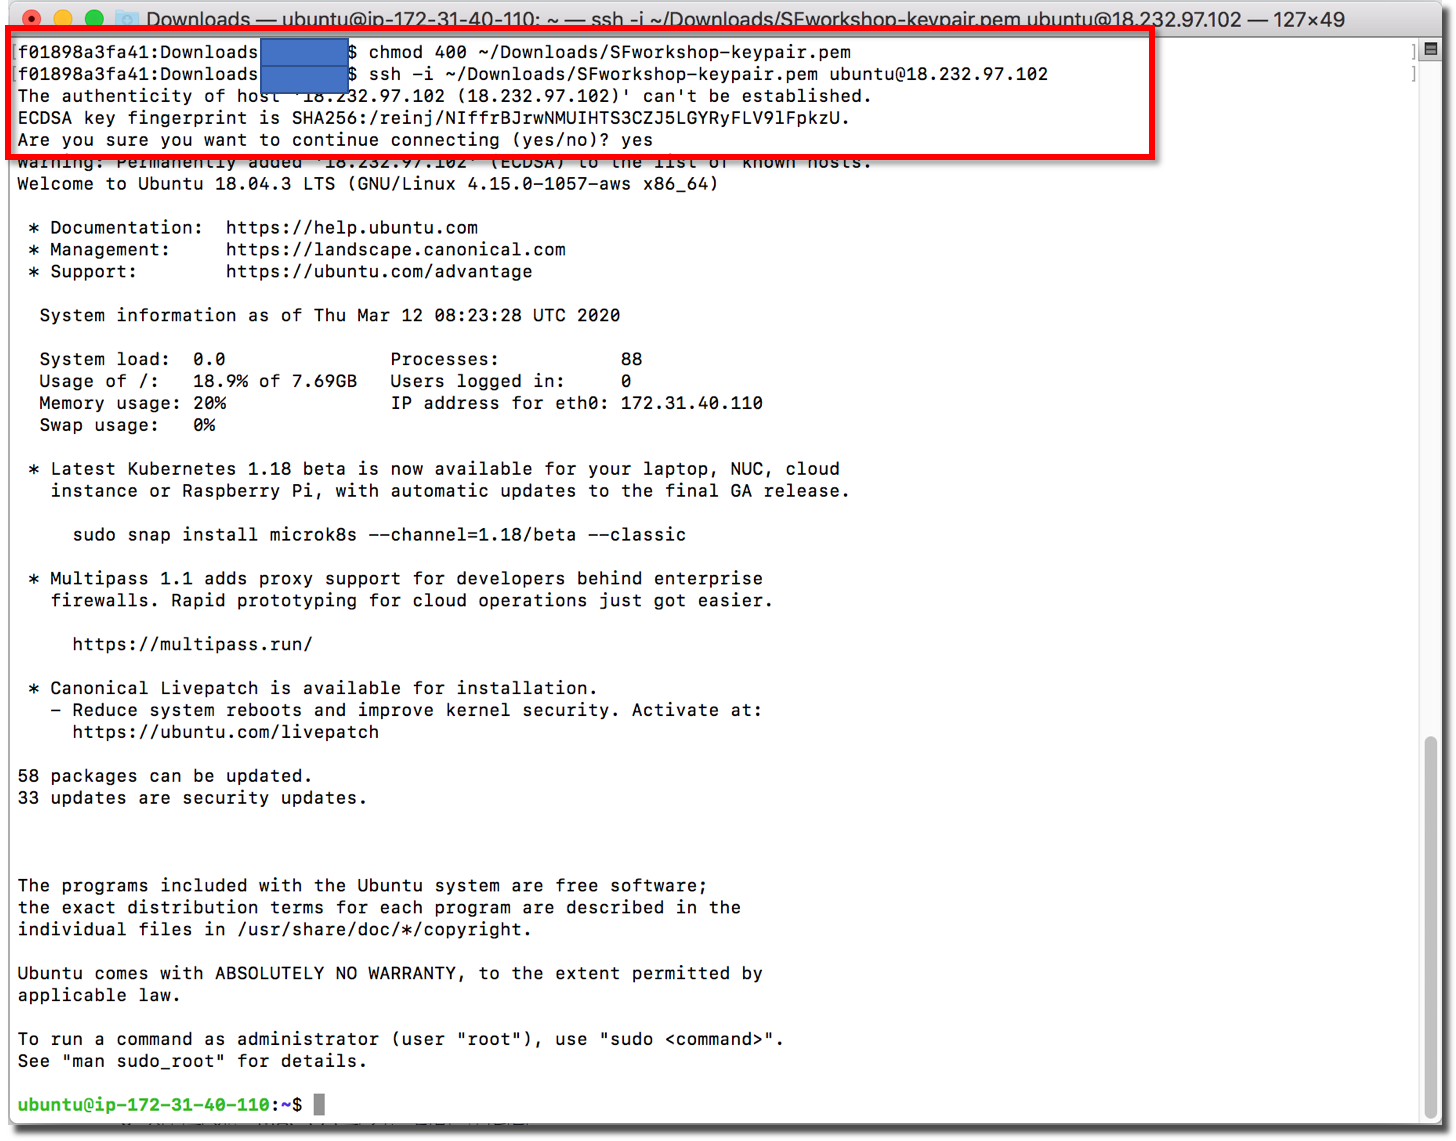 Downloads — ubuntu@ip-172-31-40-110: ~ — ssh -i ~/Downloads/SFworkshop-keypair.pem ubuntu@18.232.97.102 — 127×49
[f01898a3fa41:Downloads $ chmod 400 ~/Downloads/SFworkshop-keypair.pem ]
[f01898a3fa41:Downloads $ ssh -i ~/Downloads/SFworkshop-keypair.pem ubuntu@18.232.97.102 ]
The authenticity of host '18.232.97.102 (18.232.97.102)' can't be established.
ECDSA key fingerprint is SHA256:/reinj/NIffrBJrwNMUIHTS3CZJ5LGYRyFLV9lFpkzU.
Are you sure you want to continue connecting (yes/no)? yes
Warning: Permanently added '18.232.97.102' (ECDSA) to the list of known hosts.
Welcome to Ubuntu 18.04.3 LTS (GNU/Linux 4.15.0-1057-aws x86_64)
* Documentation: https://help.ubuntu.com
* Management: https://landscape.canonical.com
* Support: https://ubuntu.com/advantage
System information as of Thu Mar 12 08:23:28 UTC 2020
System load: 0.0 Processes: 88
Usage of /: 18.9% of 7.69GB Users logged in: 0
Memory usage: 20% IP address for eth0: 172.31.40.110
Swap usage: 0%
* Latest Kubernetes 1.18 beta is now available for your laptop, NUC, cloud
instance or Raspberry Pi, with automatic updates to the final GA release.
sudo snap install microk8s --channel=1.18/beta --classic
* Multipass 1.1 adds proxy support for developers behind enterprise
firewalls. Rapid prototyping for cloud operations just got easier.
https://multipass.run/
* Canonical Livepatch is available for installation.
- Reduce system reboots and improve kernel security. Activate at:
https://ubuntu.com/livepatch
58 packages can be updated.
33 updates are security updates.
The programs included with the Ubuntu system are free software;
the exact distribution terms for each program are described in the
individual files in /usr/share/doc/*/copyright.
Ubuntu comes with ABSOLUTELY NO WARRANTY, to the extent permitted by
applicable law.
To run a command as administrator (user "root"), use "sudo <command>".
See "man sudo_root" for details.
ubuntu@ip-172-31-40-110:~$